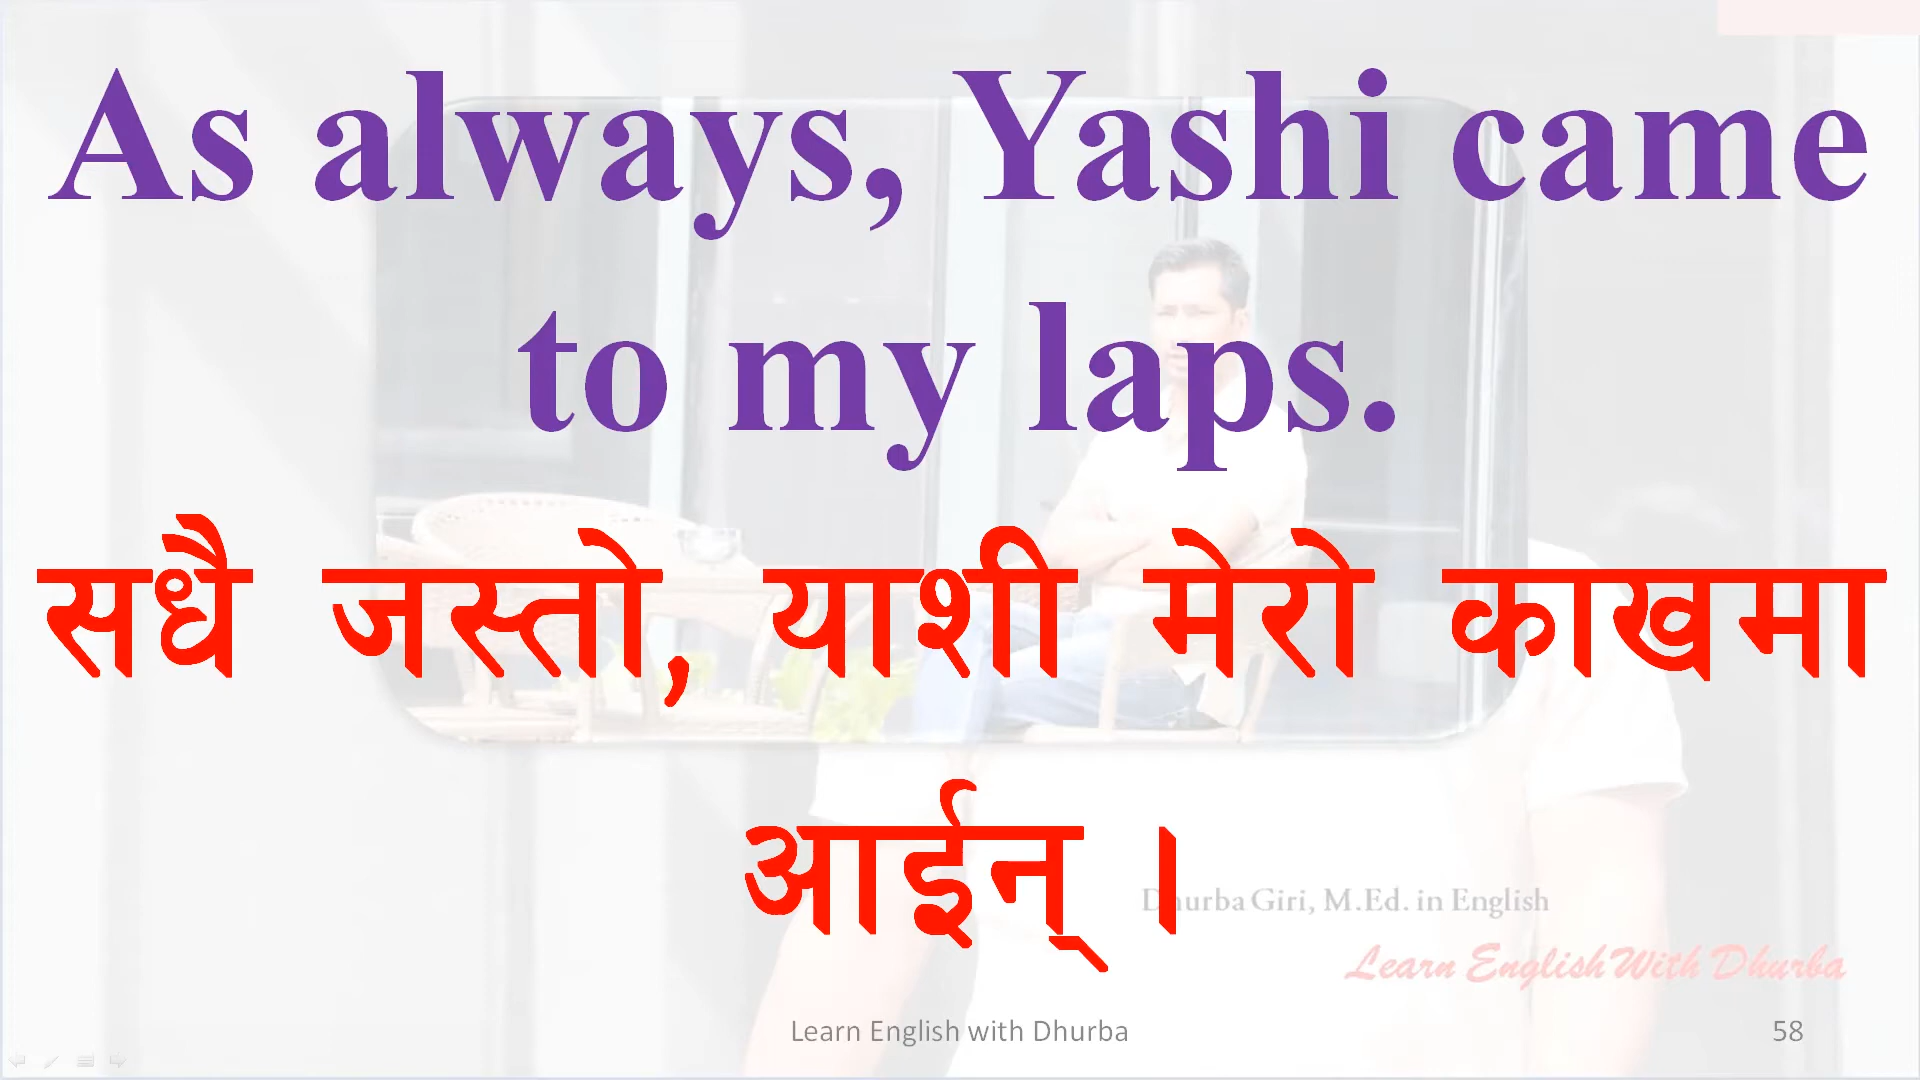 As always, Yashi came
to my laps.
सधै जस्तो, याशी मेरो काखमा
आईन् ।
Dhurba Giri, M.Ed. in English
Learn English With Dhurba
Learn English with Dhurba
58